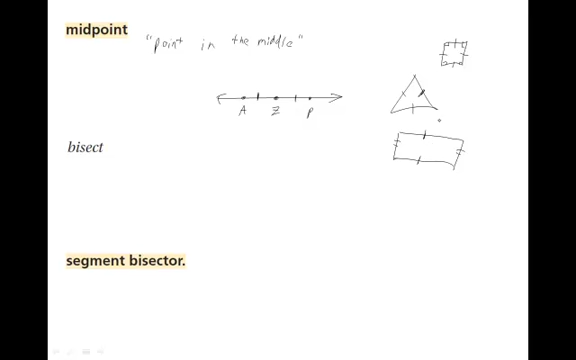 midpoint
"point in the middle"
A Z P
bisect
segment bisector.